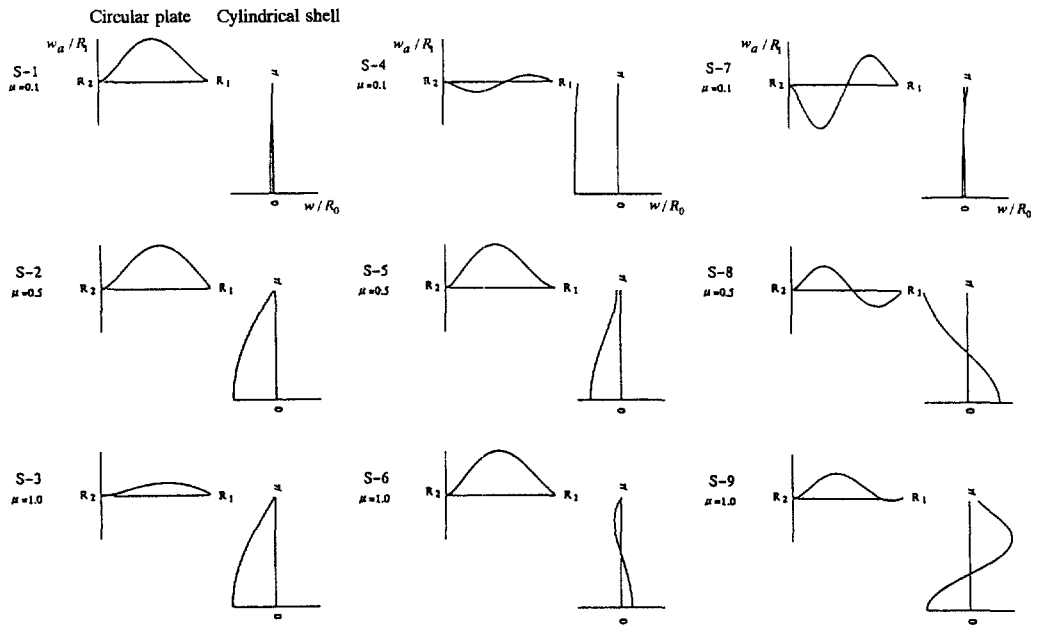 Circular plate Cylindrical shell
w_a/R_1 w_a/R_1 w_a/R_1
S-1 R_2 R_1 μ S-4 R_2 R_1 μ S-7 R_2 R_1 μ
μ=0.1 μ=0.1 μ=0.1
0 w/R_0 0 w/R_0 0 w/R_0
S-2 R_2 R_1 μ S-5 R_2 R_1 μ S-8 R_2 R_1 μ
μ=0.5 μ=0.5 μ=0.5
0 0 0
S-3 R_2 R_1 μ S-6 R_2 R_1 μ S-9 R_2 R_1 μ
μ=1.0 μ=1.0 μ=1.0
0 0 0